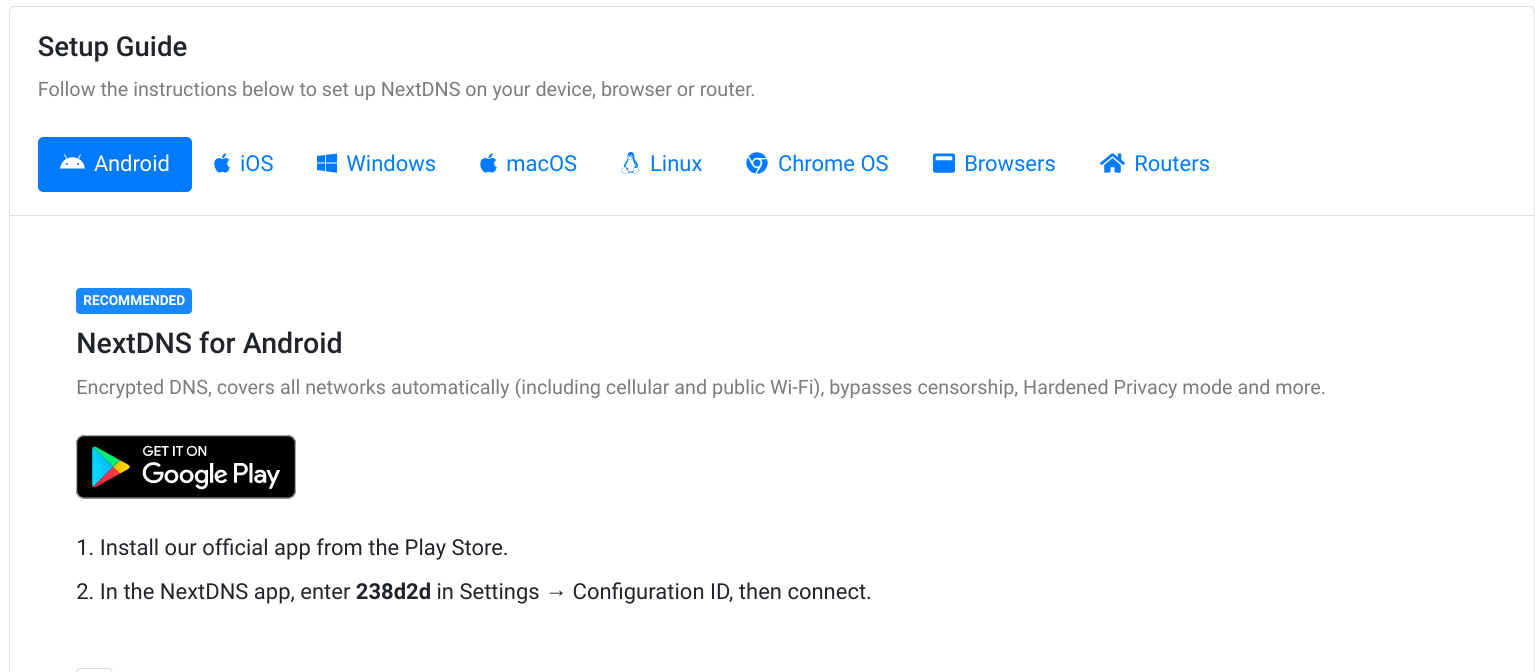 Setup Guide
Follow the instructions below to set up NextDNS on your device, browser or router.
Android iOS Windows macOS Linux Chrome OS Browsers Routers
RECOMMENDED
NextDNS for Android
Encrypted DNS, covers all networks automatically (including cellular and public Wi-Fi), bypasses censorship, Hardened Privacy mode and more.
GET IT ON
Google Play
1. Install our official app from the Play Store.
2. In the NextDNS app, enter 238d2d in Settings → Configuration ID, then connect.